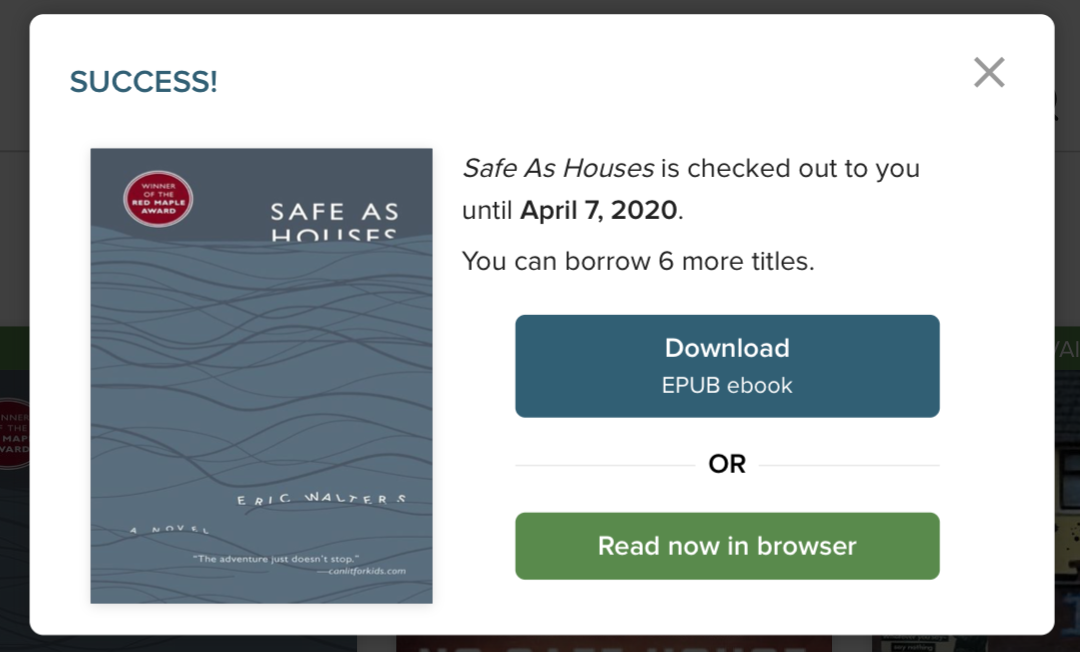 SUCCESS!
WINNER
OF THE
RED MAPLE
AWARD
SAFE AS
HOUSES
ERIC WALTERS
A NOVEL
"The adventure just doesn't stop."
—canlitforkids.com
Safe As Houses is checked out to you
until April 7, 2020.
You can borrow 6 more titles.
Download
EPUB ebook
OR
Read now in browser